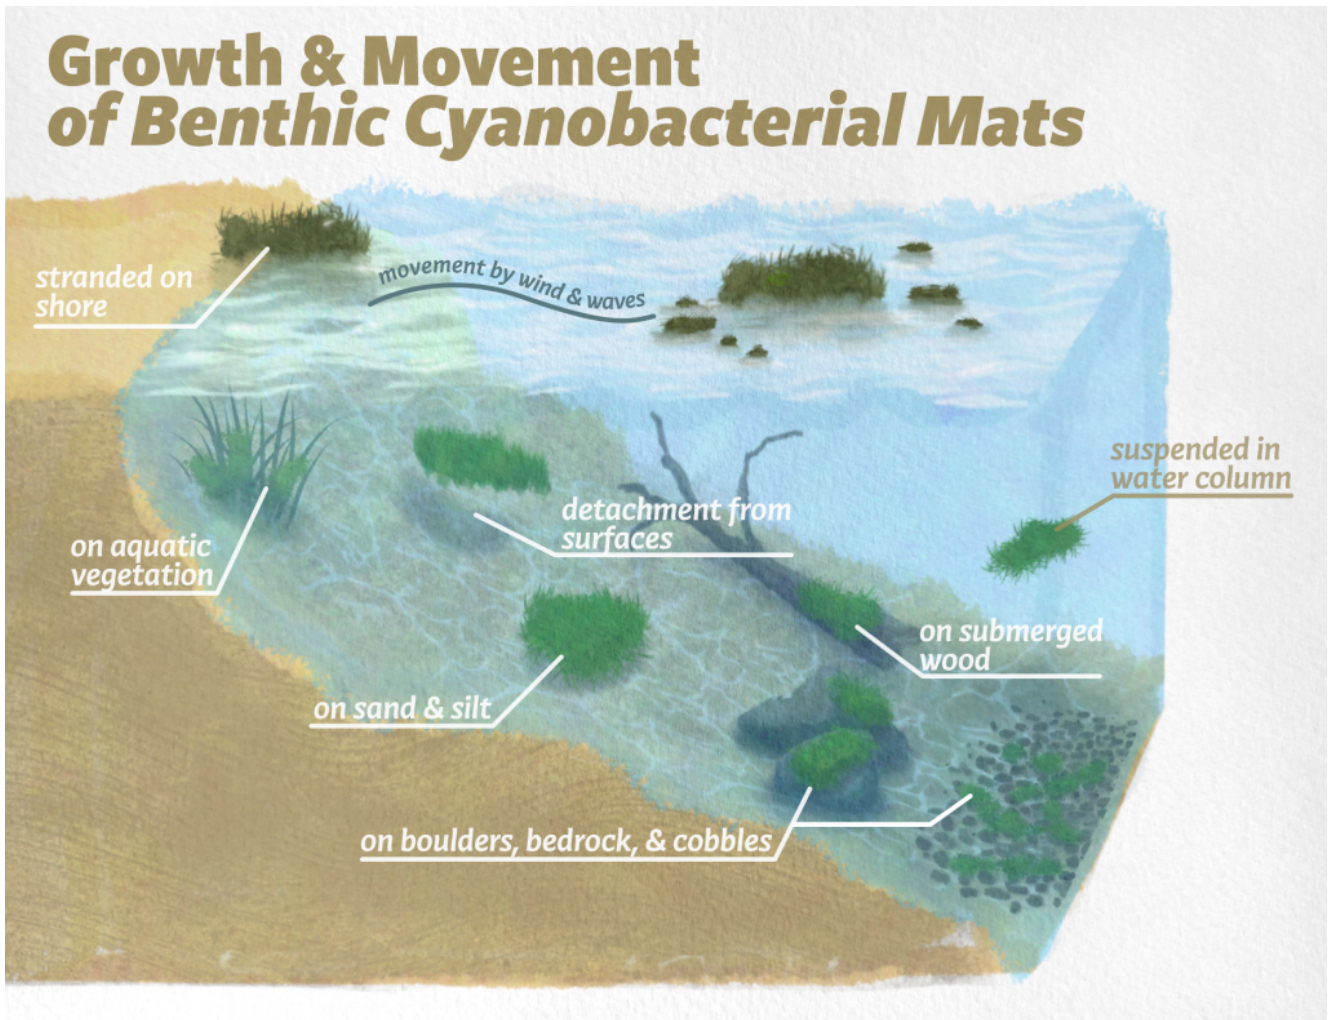 Growth & Movement
of Benthic Cyanobacterial Mats
stranded on
shore
movement by wind & waves
suspended in
water column
detachment from
surfaces
on aquatic
vegetation
on submerged
wood
on sand & silt
on boulders, bedrock, & cobbles